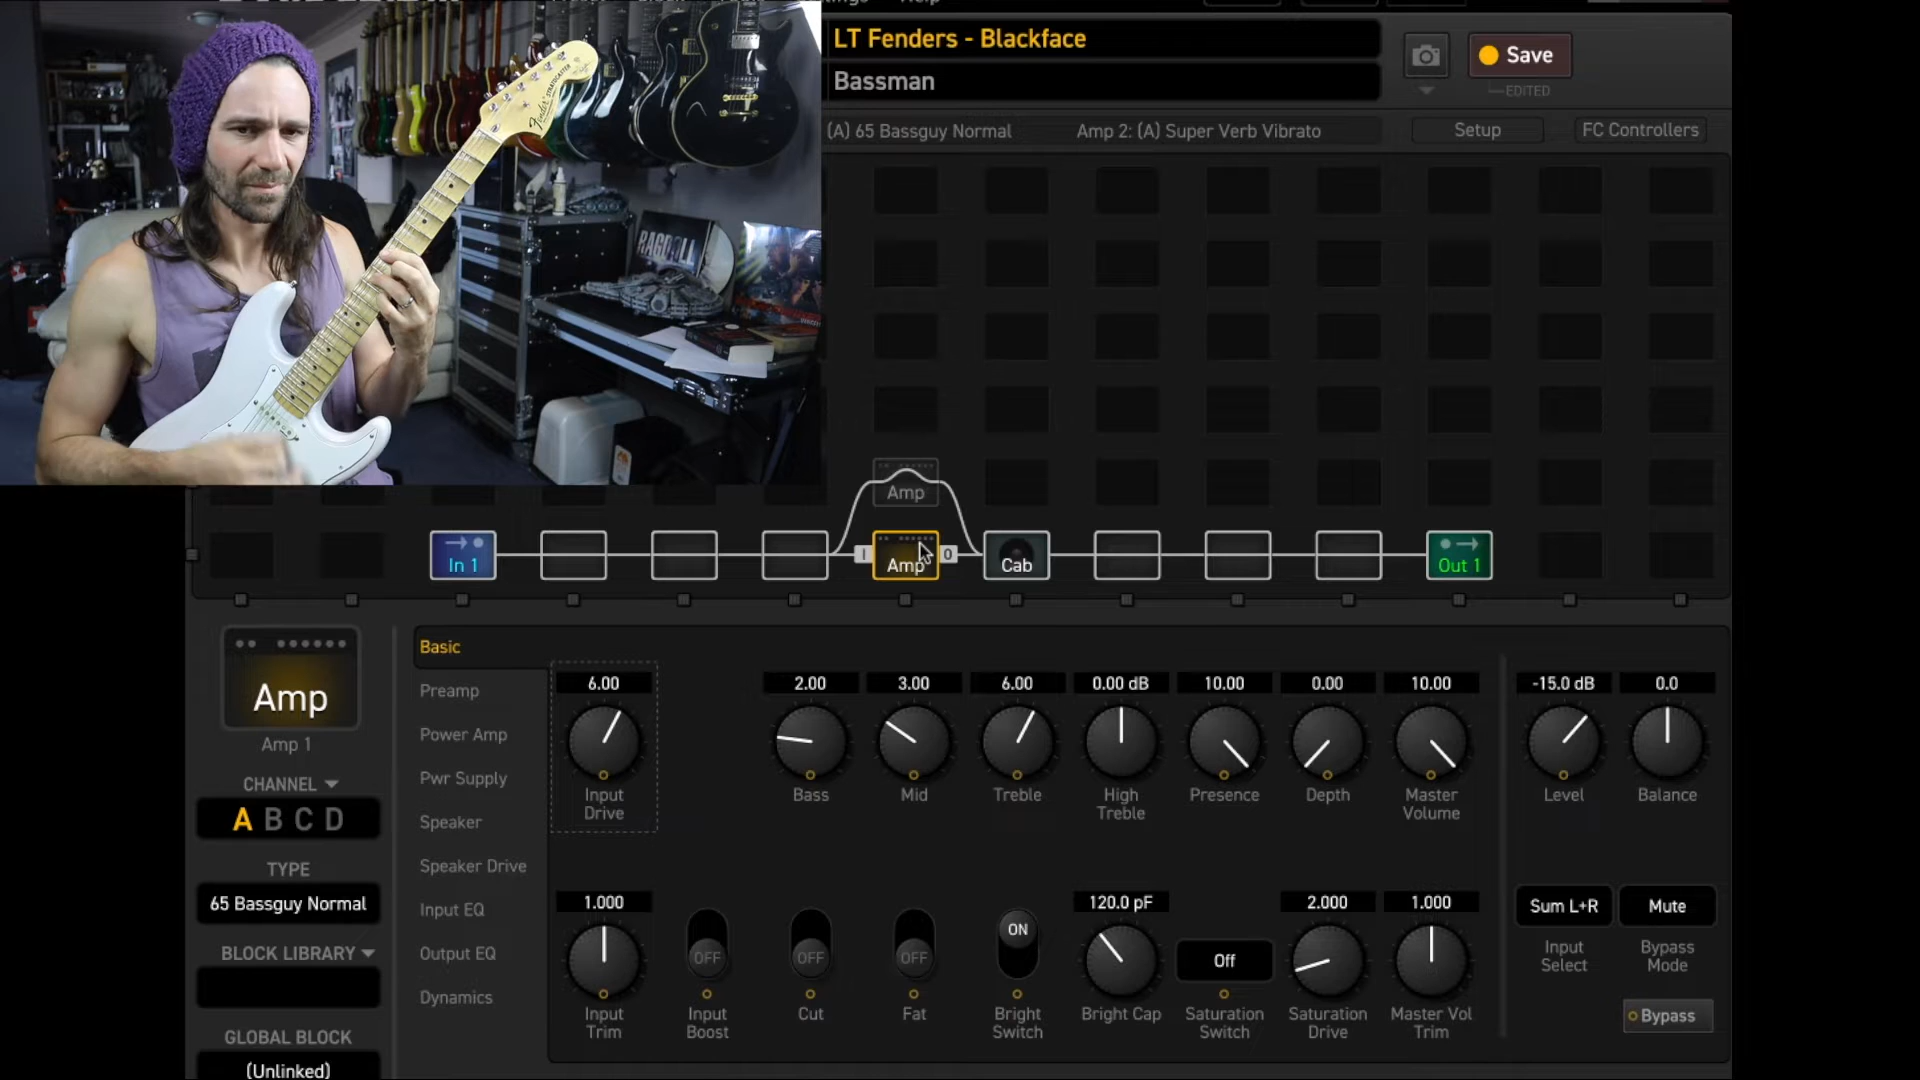 Help
LT Fenders - Blackface
Bassman
Save
EDITED
(A) 65 Bassguy Normal
Amp 2: (A) Super Verb Vibrato
Setup
FC Controllers
Fender STRATOCASTER
RAGDOLL
Amp
In 1
I
Amp
O
Cab
Out 1
Amp
Amp 1
CHANNEL
A B C D
TYPE
65 Bassguy Normal
BLOCK LIBRARY
GLOBAL BLOCK
(Unlinked)
Basic
Preamp
Power Amp
Pwr Supply
Speaker
Speaker Drive
Input EQ
Output EQ
Dynamics
6.00
2.00
3.00
6.00
0.00 dB
10.00
0.00
10.00
-15.0 dB
0.0
Input Drive
Bass
Mid
Treble
High Treble
Presence
Depth
Master Volume
Level
Balance
1.000
OFF
OFF
OFF
ON
120.0 pF
Off
2.000
1.000
Sum L+R
Mute
Input Select
Bypass Mode
Input Trim
Input Boost
Cut
Fat
Bright Switch
Bright Cap
Saturation Switch
Saturation Drive
Master Vol Trim
Bypass